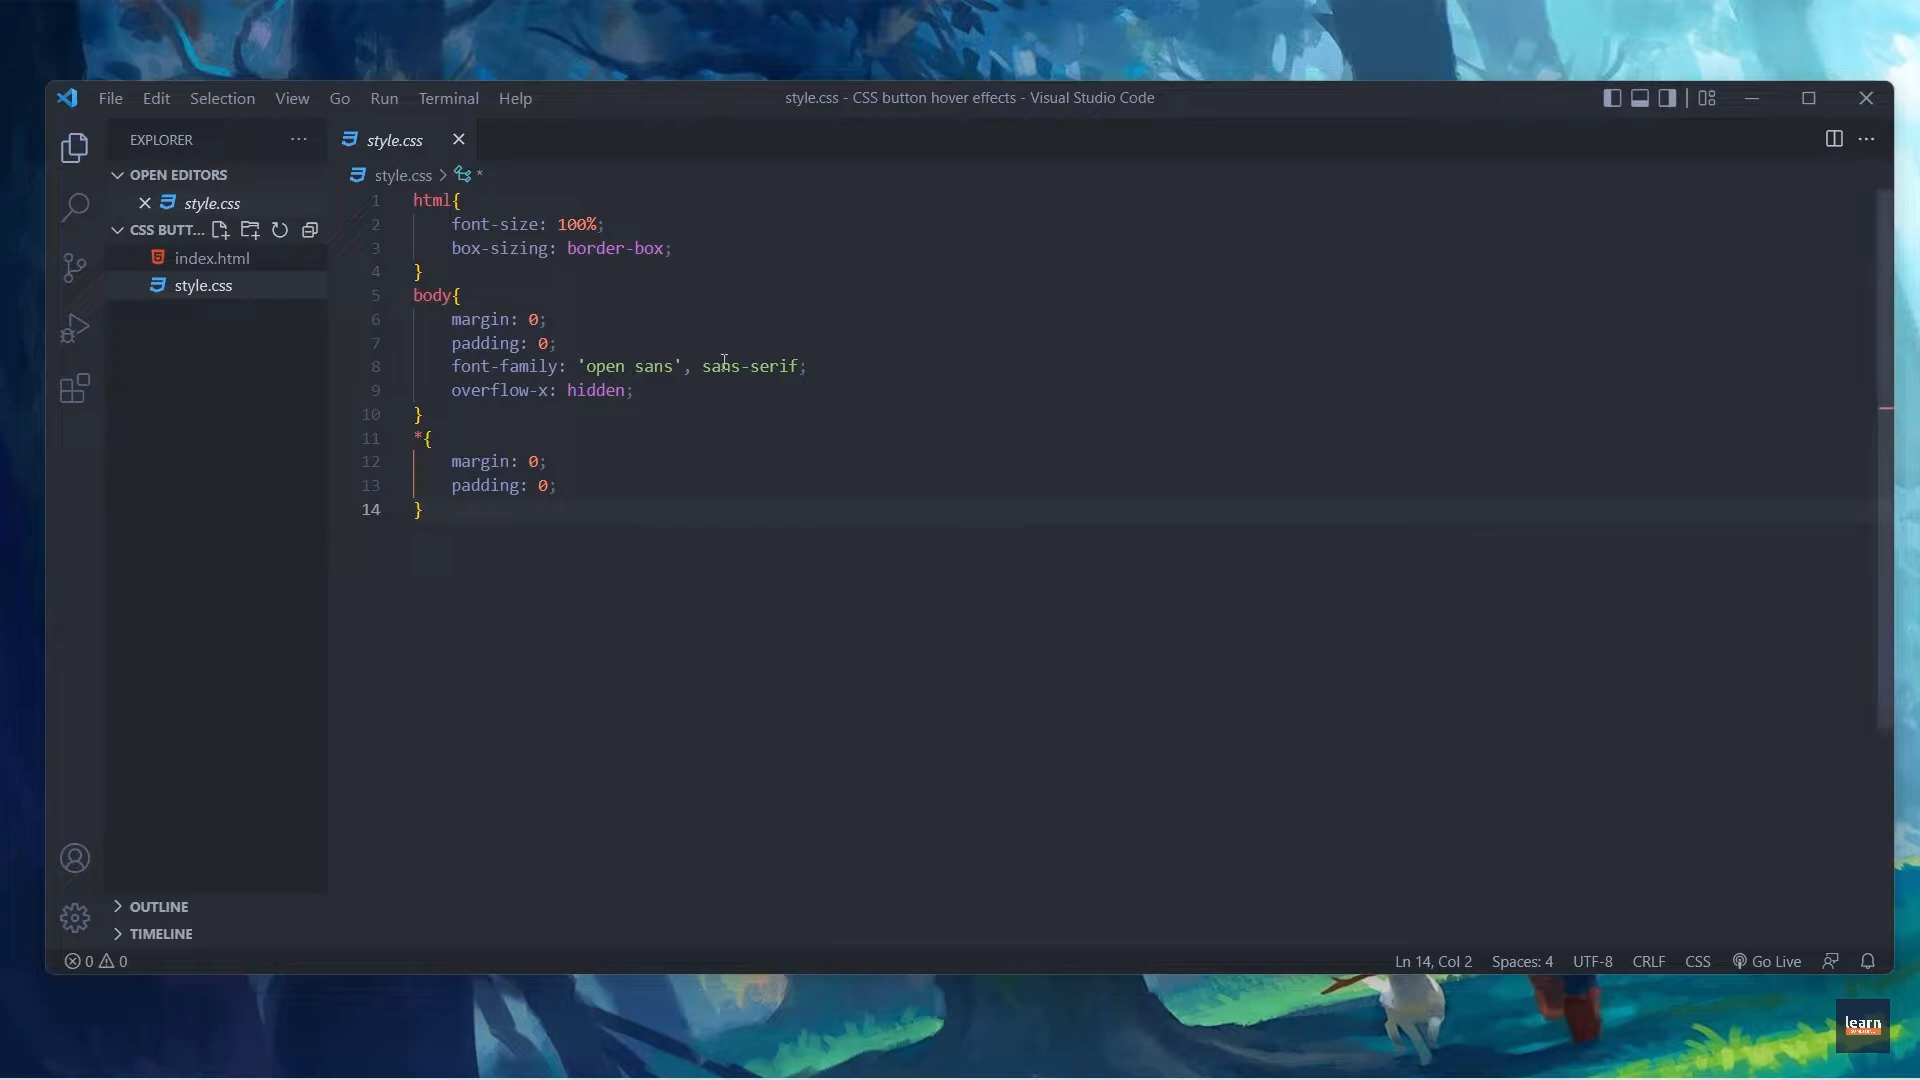 File Edit Selection View Go Run Terminal Help
style.css - CSS button hover effects - Visual Studio Code
EXPLORER
OPEN EDITORS
style.css
CSS BUTT...
index.html
style.css
OUTLINE
TIMELINE
style.css
style.css > *
1 html{
2 font-size: 100%;
3 box-sizing: border-box;
4 }
5 body{
6 margin: 0;
7 padding: 0;
8 font-family: 'open sans', sans-serif;
9 overflow-x: hidden;
10 }
11 *{
12 margin: 0;
13 padding: 0;
14 }
0 0
Ln 14, Col 2 Spaces: 4 UTF-8 CRLF CSS Go Live
learn